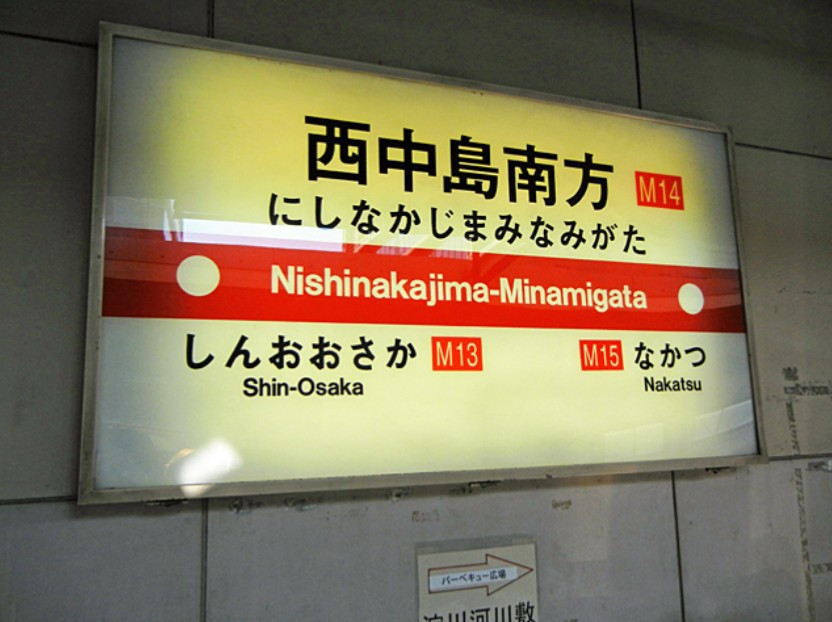 西中島南方 M14
にしなかじまみなみがた
Nishinakajima-Minamigata
しんおおさか M13 M15 なかつ
Shin-Osaka Nakatsu
バーベキュー広場
淀川河川敷